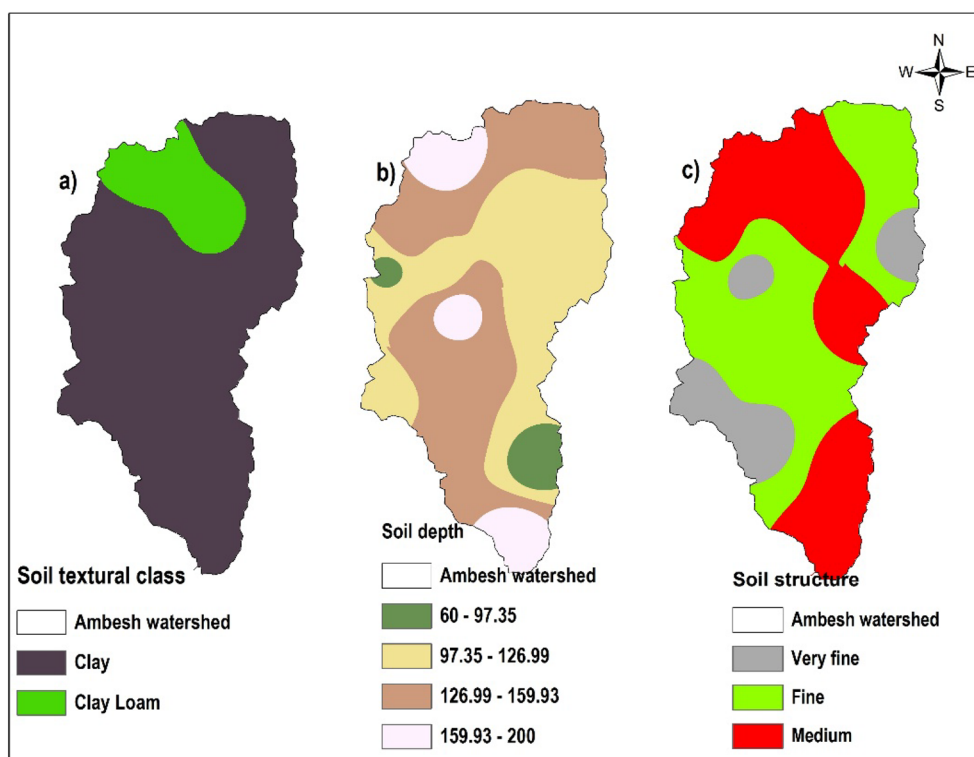 N
W E
S
a)
b)
c)
Soil textural class
Ambesh watershed
Clay
Clay Loam
Soil depth
Ambesh watershed
60 - 97.35
97.35 - 126.99
126.99 - 159.93
159.93 - 200
Soil structure
Ambesh watershed
Very fine
Fine
Medium